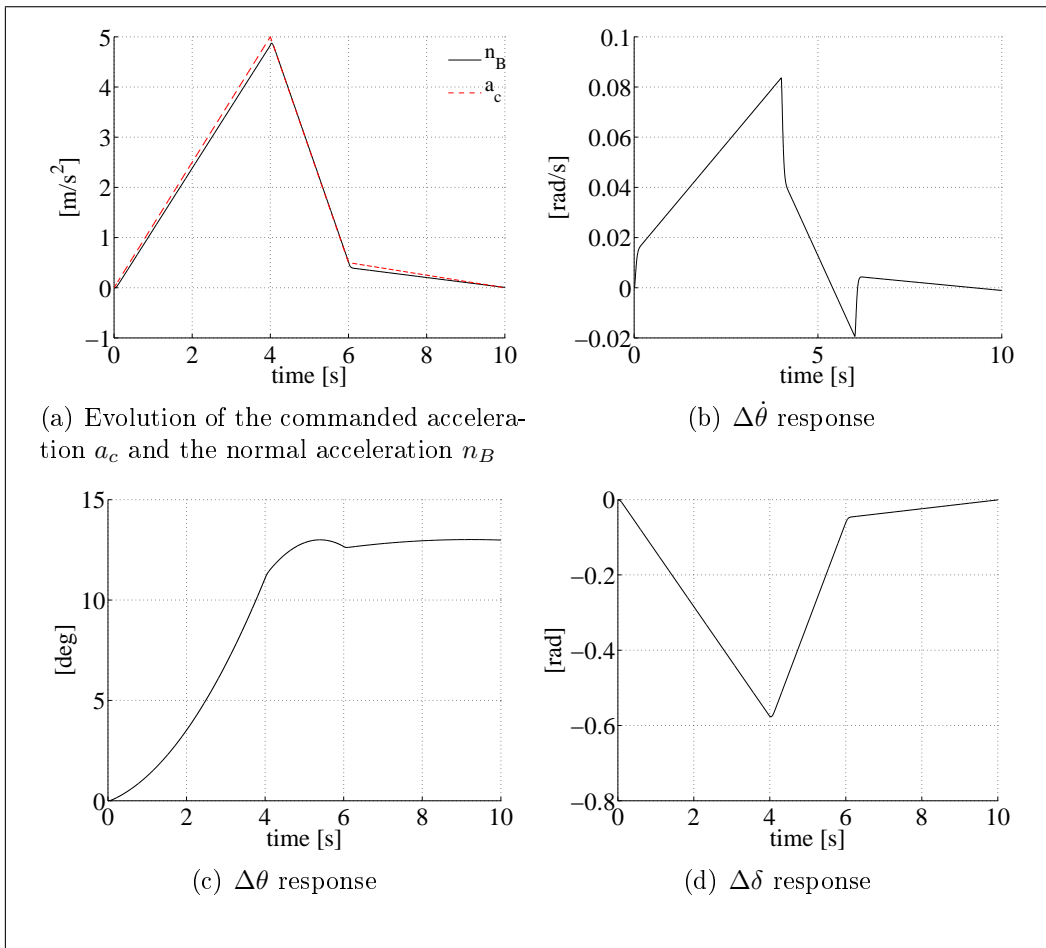 5
4
3
2
1
0
−1
[m/s²]
n_B
a_c
0 2 4 6 8 10
time [s]
(a) Evolution of the commanded accelera-
tion a_c and the normal acceleration n_B
0.1
0.08
0.06
0.04
0.02
0
−0.02
[rad/s]
0 5 10
time [s]
(b) Δθ̇ response
15
10
5
0
[deg]
0 2 4 6 8 10
time [s]
(c) Δθ response
0
−0.2
−0.4
−0.6
−0.8
[rad]
0 2 4 6 8 10
time [s]
(d) Δδ response